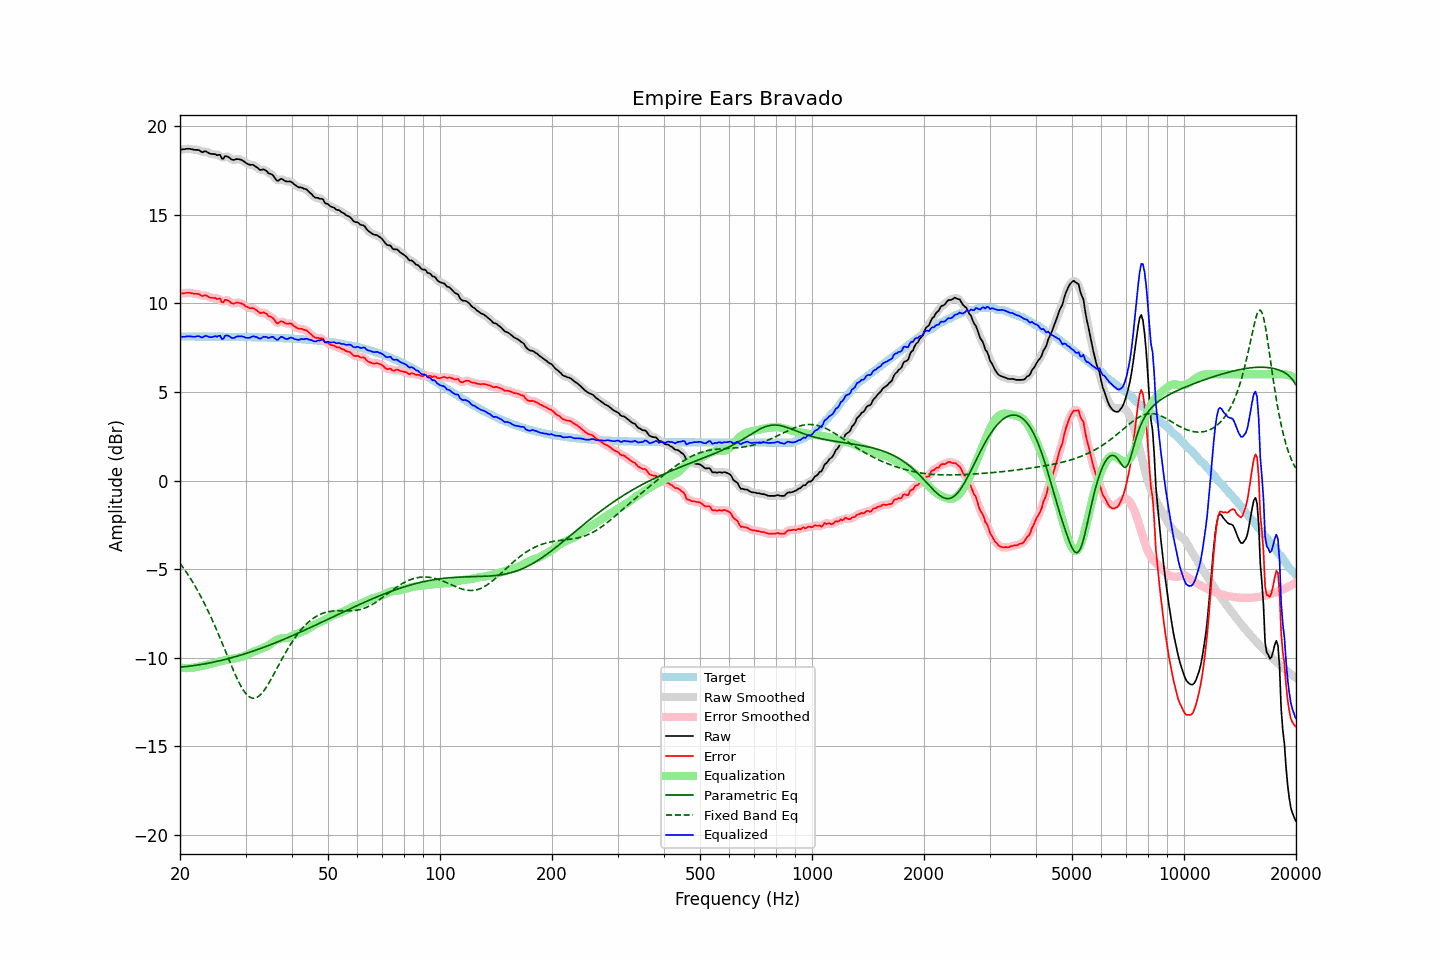 Empire Ears Bravado
Amplitude (dBr)
20
15
10
5
0
−5
−10
−15
−20
Target
Raw Smoothed
Error Smoothed
Raw
Error
Equalization
Parametric Eq
Fixed Band Eq
Equalized
20 50 100 200 500 1000 2000 5000 10000 20000
Frequency (Hz)